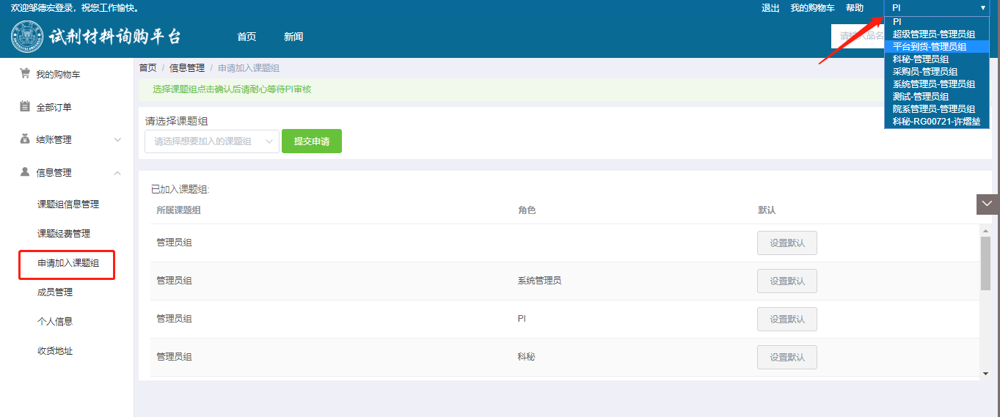 欢迎邹德宏登录，祝您工作愉快。
退出 我的购物车 帮助 PI
试剂材料询购平台
首页 新闻
PI
超级管理员-管理员组
平台到货-管理员组
科秘-管理员组
采购员-管理员组
系统管理员-管理员组
测试-管理员组
院系管理员-管理员组
科秘-RG00721-许熠堃
我的购物车
全部订单
结账管理
信息管理
课题组信息管理
课题经费管理
申请加入课题组
成员管理
个人信息
收货地址
首页 / 信息管理 / 申请加入课题组
选择课题组点击确认后请耐心等待PI审核
请选择课题组
请选择想要加入的课题组 提交申请
已加入课题组:
所属课题组 角色 默认
管理员组 设置默认
管理员组 系统管理员 设置默认
管理员组 PI 设置默认
管理员组 科秘 设置默认